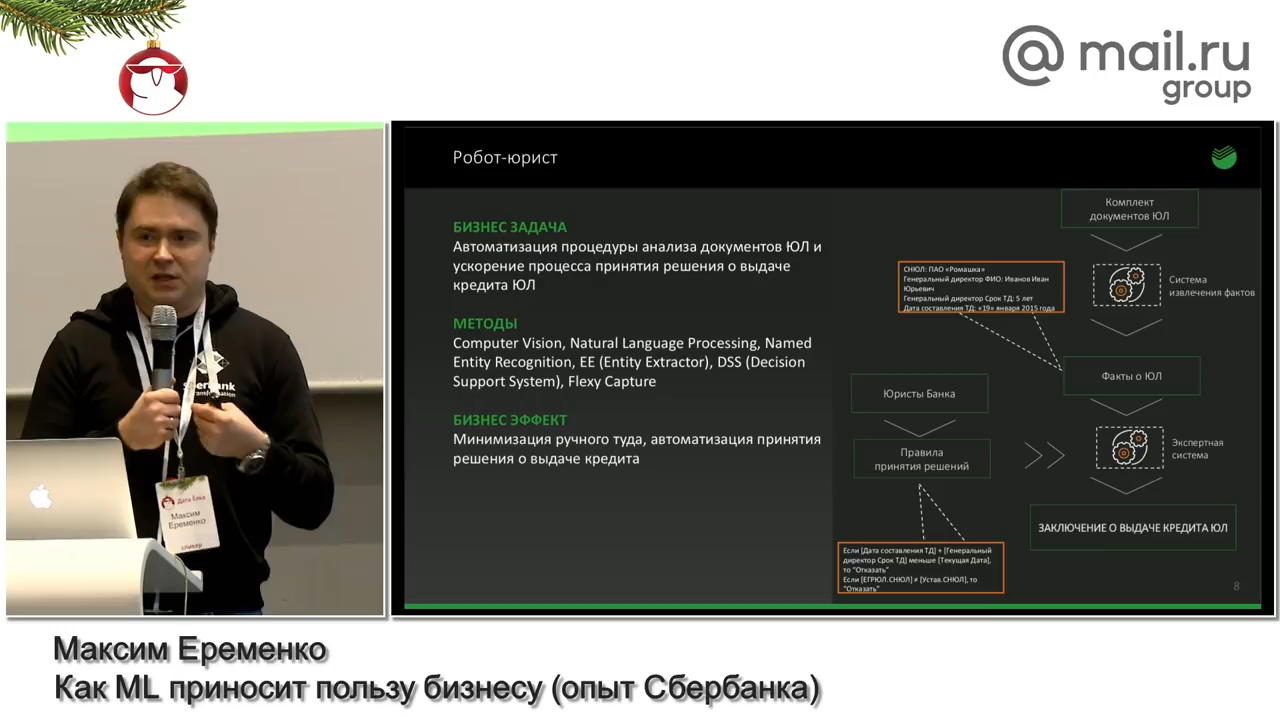 @ mail.ru
group
Робот-юрист
БИЗНЕС ЗАДАЧА
Автоматизация процедуры анализа документов ЮЛ и
ускорение процесса принятия решения о выдаче
кредита ЮЛ
МЕТОДЫ
Computer Vision, Natural Language Processing, Named
Entity Recognition, EE (Entity Extractor), DSS (Decision
Support System), Flexy Capture
БИЗНЕС ЭФФЕКТ
Минимизация ручного туда, автоматизация принятия
решения о выдаче кредита
Комплект
документов ЮЛ
Система
извлечения фактов
СНЮЛ: ПАО «Ромашка»
Генеральный директор ФИО: Иванов Иван
Юрьевич
Генеральный директор Срок ТД: 5 лет
Дата составления ТД: «19» января 2015 года
Факты о ЮЛ
Юристы Банка
Правила
принятия решений
Экспертная
система
ЗАКЛЮЧЕНИЕ О ВЫДАЧЕ КРЕДИТА ЮЛ
Если [Дата составления ТД] + [Генеральный
директор Срок ТД] меньше [Текущая Дата],
то "Отказать"
Если [ЕГРЮЛ.СНЮЛ] ≠ [Устав.СНЮЛ], то
"Отказать"
8
Дата Ёлка
Максим
Еременко
спикер
Максим Еременко
Как ML приносит пользу бизнесу (опыт Сбербанка)